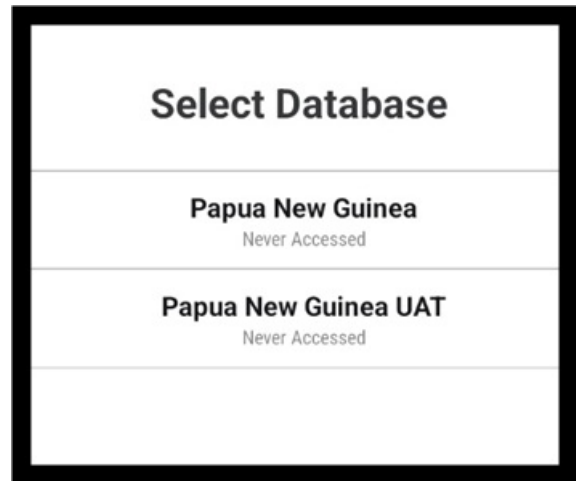 Select Database
Papua New Guinea
Never Accessed
Papua New Guinea UAT
Never Accessed